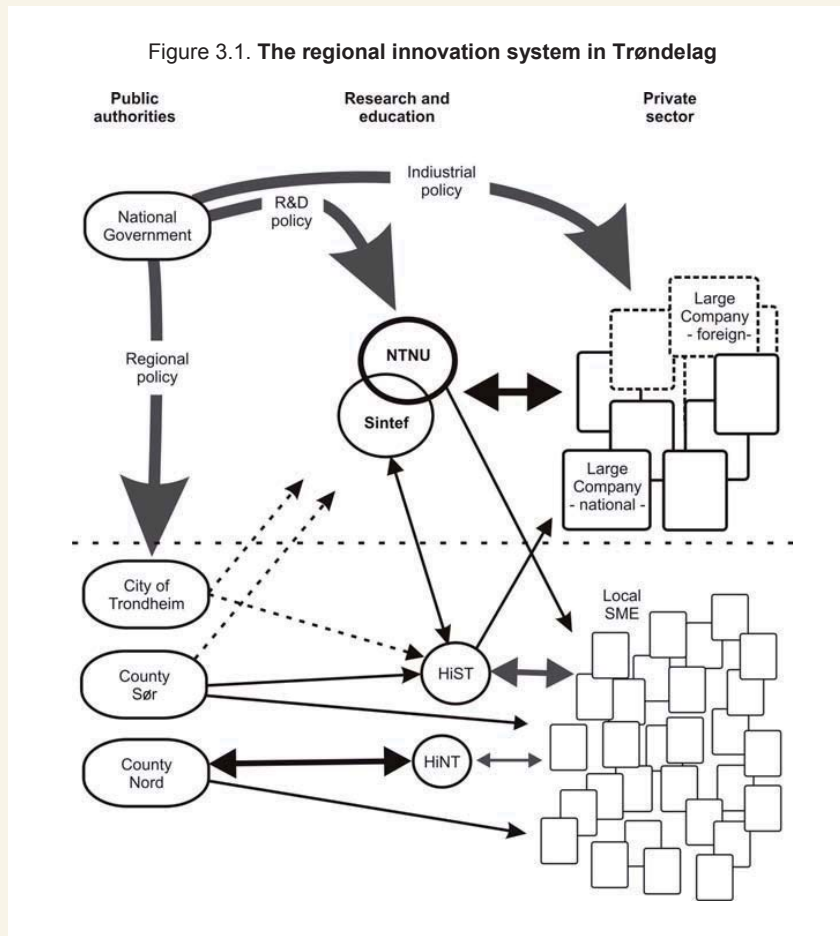 Figure 3.1. The regional innovation system in Trøndelag
Public
authorities
Research and
education
Private
sector
Indiustrial
policy
R&D
policy
National
Government
Large
Company
- foreign-
Regional
policy
NTNU
Sintef
Large
Company
- national -
City of
Trondheim
Local
SME
County
Sør
HiST
County
Nord
HiNT